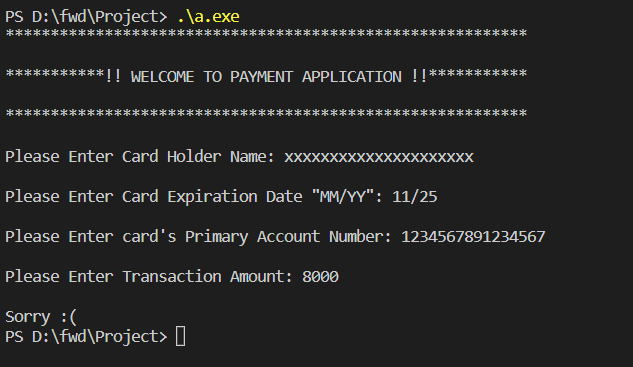 PS D:\fwd\Project> .\a.exe
**********************************************************
***********!! WELCOME TO PAYMENT APPLICATION !!***********
**********************************************************
Please Enter Card Holder Name: xxxxxxxxxxxxxxxxxxxxx
Please Enter Card Expiration Date "MM/YY": 11/25
Please Enter card's Primary Account Number: 1234567891234567
Please Enter Transaction Amount: 8000
Sorry :(
PS D:\fwd\Project>